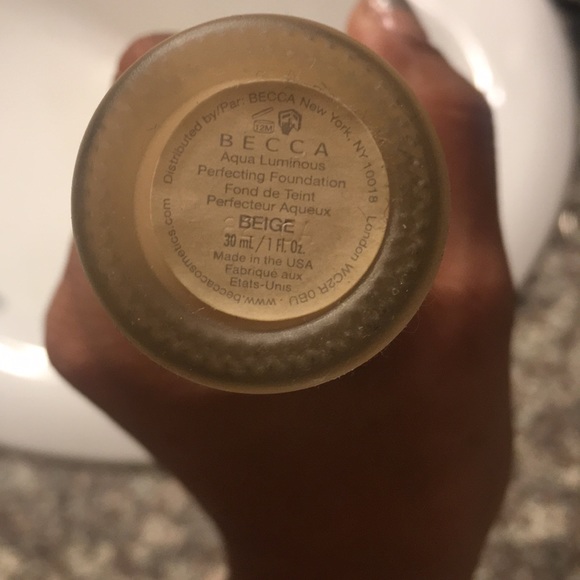 Distributed by/Par: BECCA New York, NY 10018 London WC2R 0BU . www.beccacosmetics.com
12M
BECCA
Aqua Luminous
Perfecting Foundation
Fond de Teint
Perfecteur Aqueux
BEIGE
30 mL/1 Fl. Oz.
Made in the USA
Fabriqué aux
Etats-Unis